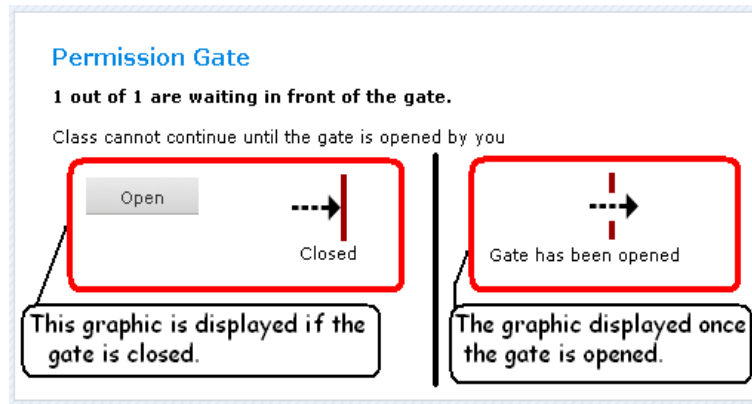 Permission Gate
1 out of 1 are waiting in front of the gate.
Class cannot continue until the gate is opened by you
Open
Closed
This graphic is displayed if the
gate is closed.
Gate has been opened
The graphic displayed once
the gate is opened.